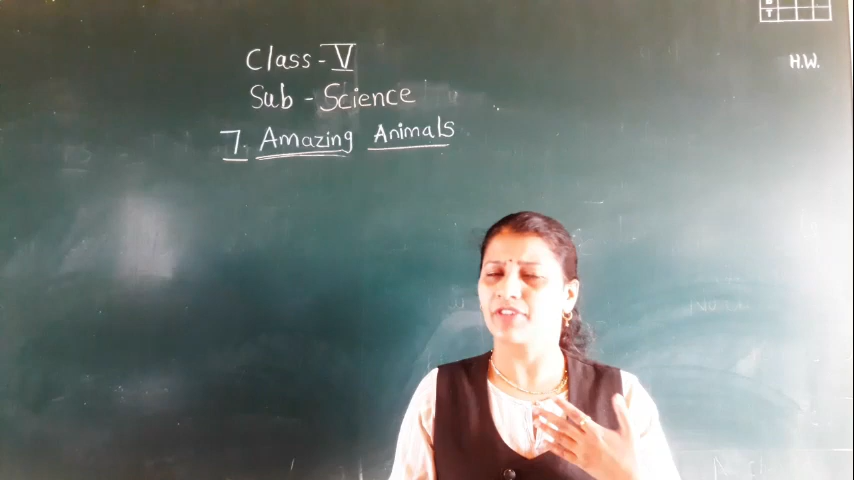 Class - V
Sub - Science
7. Amazing Animals
H.W.